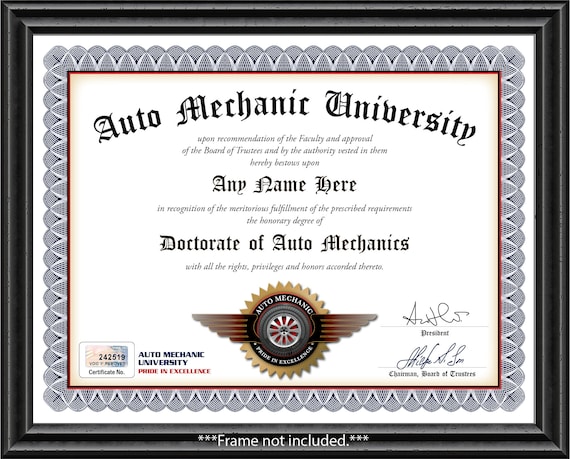 Auto Mechanic University
upon recommendation of the Faculty and approval
of the Board of Trustees and by the authority vested in them
hereby bestows upon
Any Name Here
in recognition of the meritorious fulfillment of the prescribed requirements
the honorary degree of
Doctorate of Auto Mechanics
with all the rights, privileges and honors accorded thereto.
AUTO MECHANIC
PRIDE IN EXCELLENCE
President
Chairman, Board of Trustees
242519
Certificate No.
AUTO MECHANIC
UNIVERSITY
PRIDE IN EXCELLENCE
***Frame not included.***